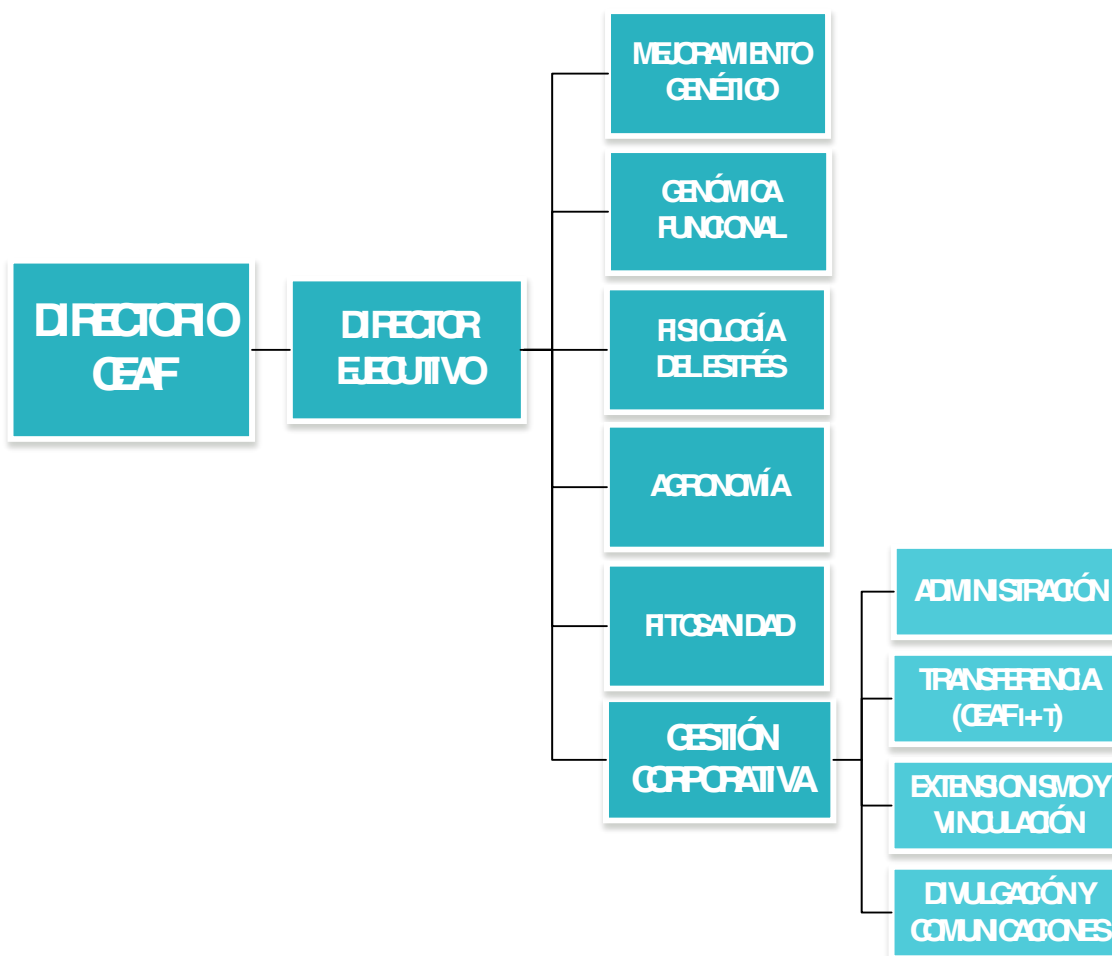 DIRECTORIO
CEAF
DIRECTOR
EJECUTIVO
MEJORAMIENTO
GENÉTICO
GENÓMICA
FUNCIONAL
FISIOLOGÍA
DEL ESTRÉS
AGRONOMÍA
FITOSANIDAD
GESTIÓN
CORPORATIVA
ADMINISTRACIÓN
TRANSFERENCIA
(CEAF I+T)
EXTENSIONISMO Y
VINCULACIÓN
DIVULGACIÓN Y
COMUNICACIONES